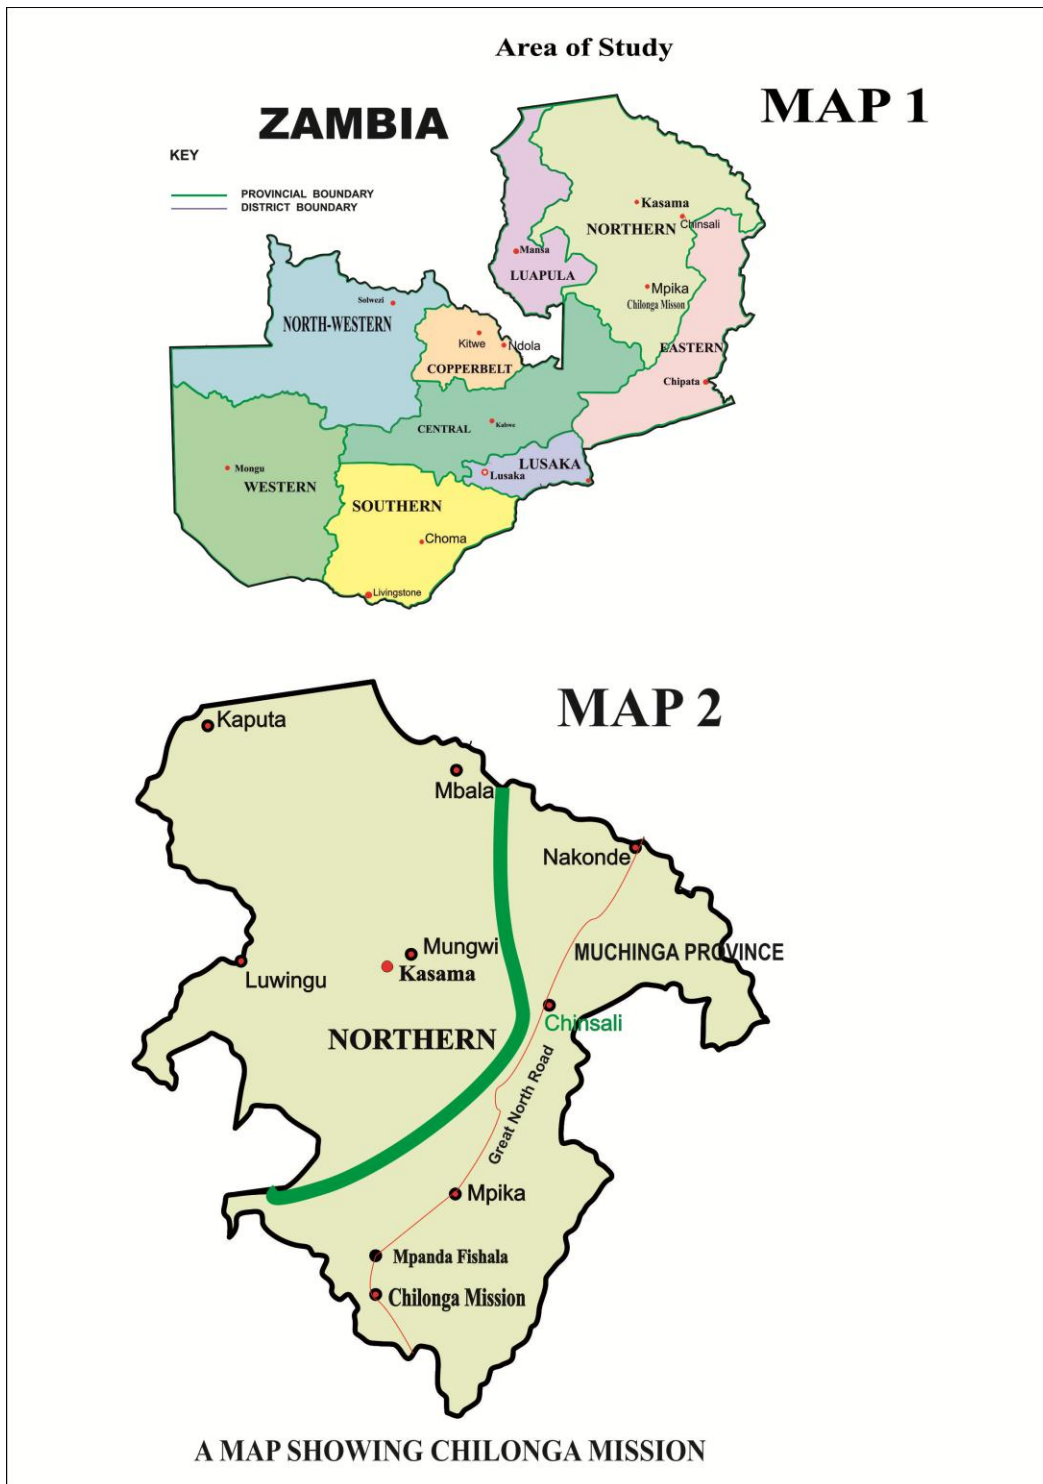 Area of Study
MAP 1
ZAMBIA
KEY
PROVINCIAL BOUNDARY
DISTRICT BOUNDARY
Kasama
NORTHERN
Chinsali
Mansa
LUAPULA
Mpika
Chilonga Misson
Solwezi
NORTH-WESTERN
Kitwe
Ndola
COPPERBELT
EASTERN
Chipata
CENTRAL
Kabwe
LUSAKA
Lusaka
Mongu
WESTERN
SOUTHERN
Choma
Livingstone
MAP 2
Kaputa
Mbala
Nakonde
Mungwi
MUCHINGA PROVINCE
Kasama
Luwingu
Chinsali
NORTHERN
Great North Road
Mpika
Mpanda Fishala
Chilonga Mission
A MAP SHOWING CHILONGA MISSION